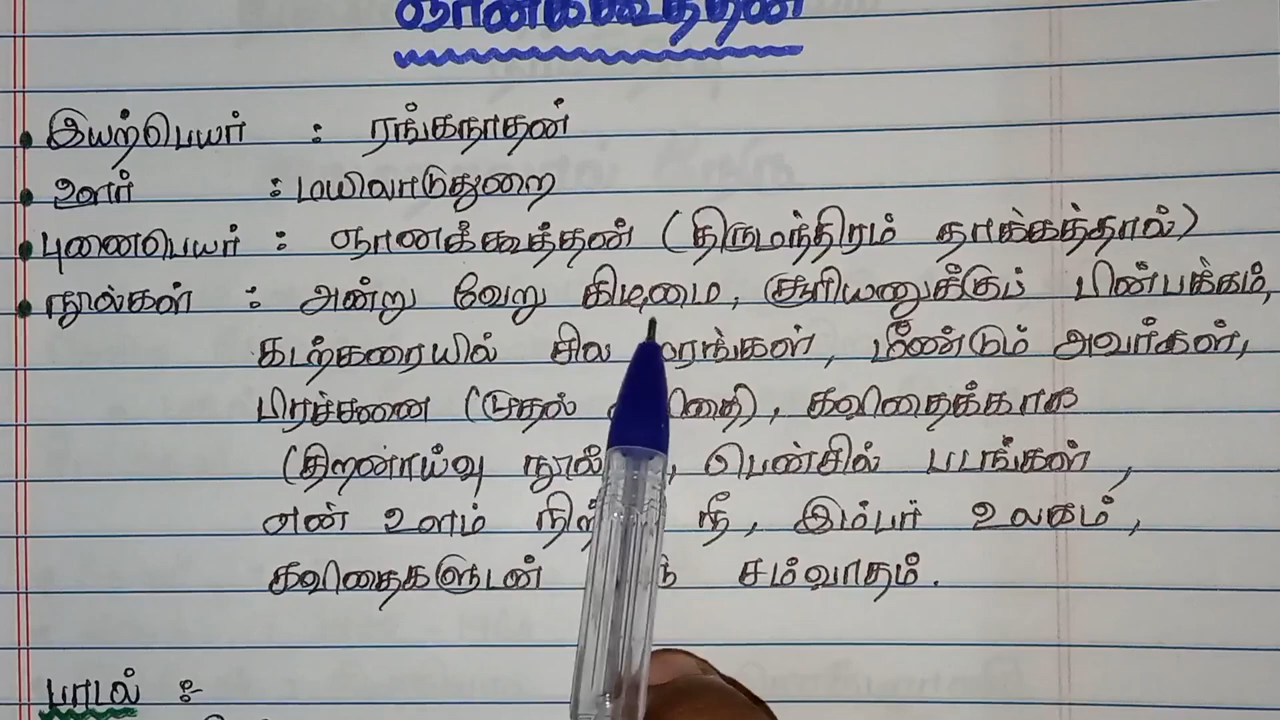 ஞானக்கூத்தன்
இயற்பெயர் : ரங்கநாதன்
ஊர் : மயிலாடுதுறை
புனைபெயர் : ஞானக்கூத்தன் (திருமந்திரம் தாக்கத்தால்)
நூல்கள் : அன்று வேறு கிழமை, சூரியனுக்குப் பின்பக்கம்,
கடற்கரையில் சில மரங்கள், மீண்டும் அவர்கள்,
பிரச்சனை (முதல் கவிதை), கவிதைக்காக
(திறனாய்வு நூல்), பென்சில் படங்கள்,
என் உளம் நிற் நீ, இம்பர் உலகம்,
கவிதைகளுடன் சம்வாதம்.
பாடல் :-